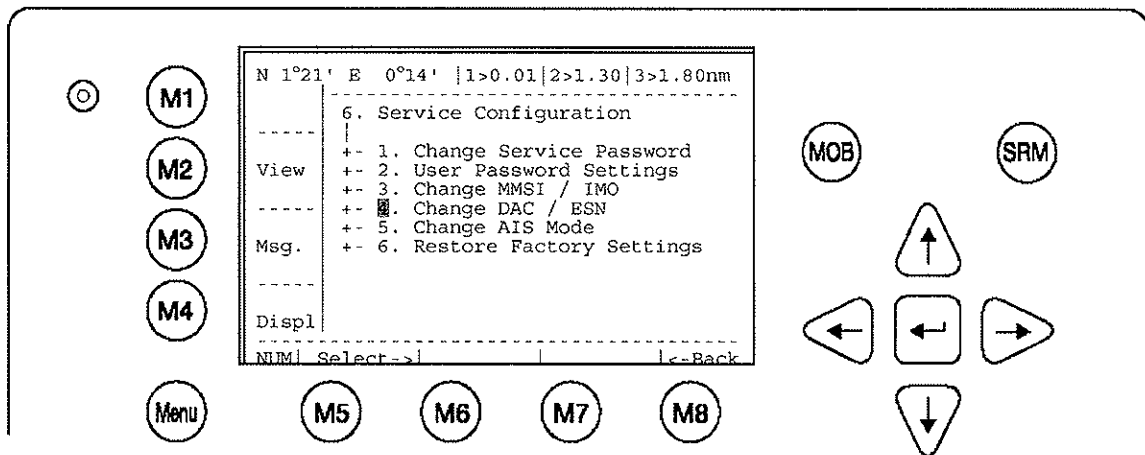 N 1°21' E 0°14' |1>0.01|2>1.30|3>1.80nm
6. Service Configuration
+- 1. Change Service Password
+- 2. User Password Settings
+- 3. Change MMSI / IMO
+- 4. Change DAC / ESN
+- 5. Change AIS Mode
+- 6. Restore Factory Settings
View
Msg.
Displ
NUM| Select->| | |<-Back
M1
M2
M3
M4
MOB
SRM
Menu
M5
M6
M7
M8